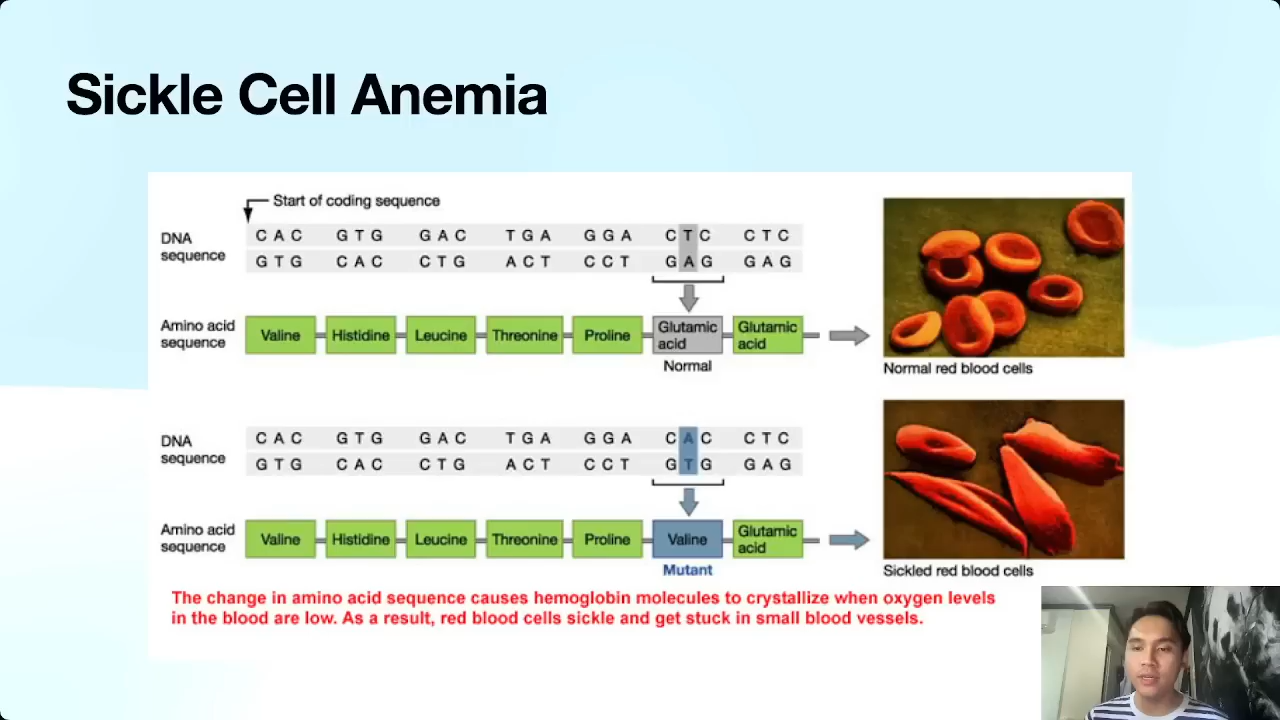 Sickle Cell Anemia
Start of coding sequence
DNA sequence
C A C G T G G A C T G A G G A C T C C T C
G T G C A C C T G A C T C C T G A G G A G
Amino acid sequence
Valine Histidine Leucine Threonine Proline Glutamic acid Glutamic acid
Normal
Normal red blood cells
DNA sequence
C A C G T G G A C T G A G G A C A C C T C
G T G C A C C T G A C T C C T G T G G A G
Amino acid sequence
Valine Histidine Leucine Threonine Proline Valine Glutamic acid
Mutant
Sickled red blood cells
The change in amino acid sequence causes hemoglobin molecules to crystallize when oxygen levels
in the blood are low. As a result, red blood cells sickle and get stuck in small blood vessels.